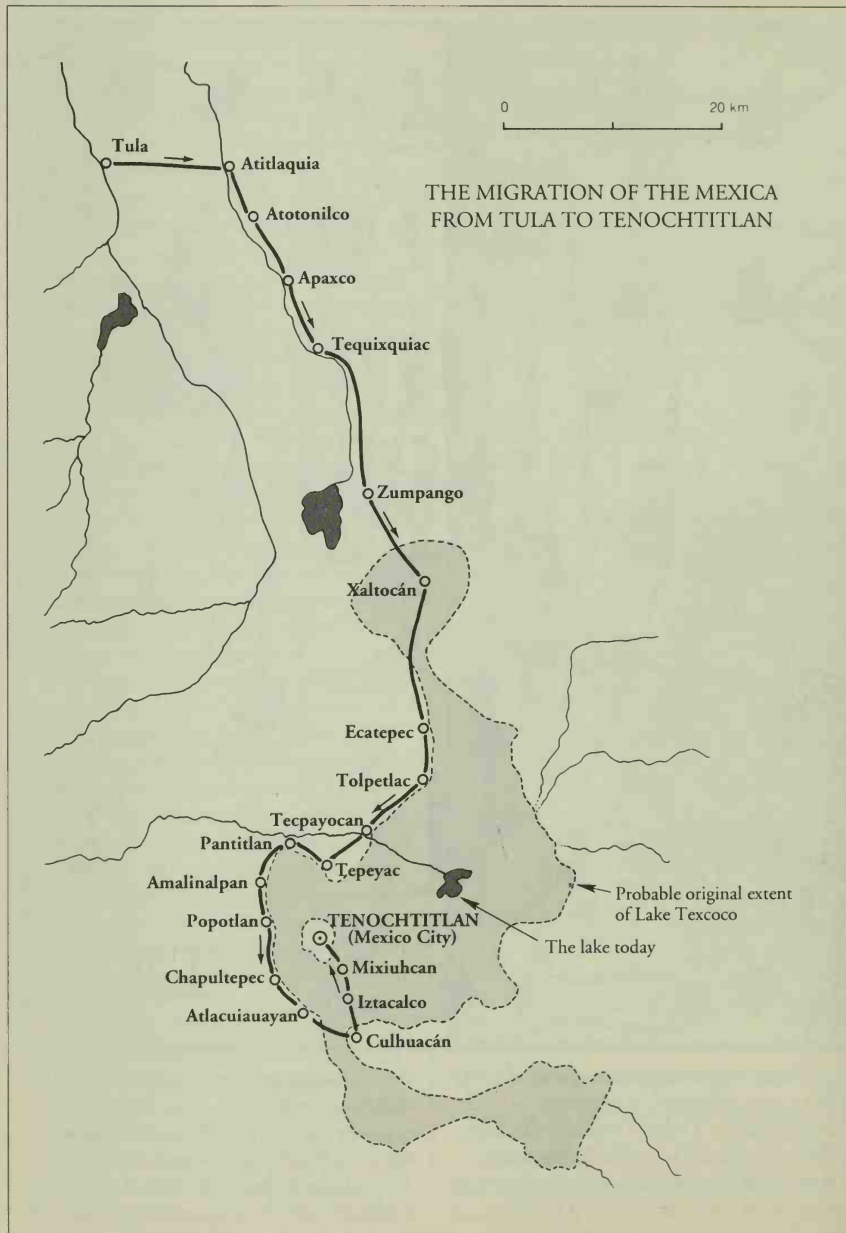 0 20 km
THE MIGRATION OF THE MEXICA
FROM TULA TO TENOCHTITLAN
Tula
Atitlaquia
Atotonilco
Apaxco
Tequixquiac
Zumpango
Xaltocán
Ecatepec
Tolpetlac
Tecpayocan
Pantitlan
Tepeyac
Amalinalpan
Probable original extent
of Lake Texcoco
Popotlan
TENOCHTITLAN
(Mexico City)
The lake today
Mixiuhcan
Chapultepec
Iztacalco
Atlacuiauayan
Culhuacán